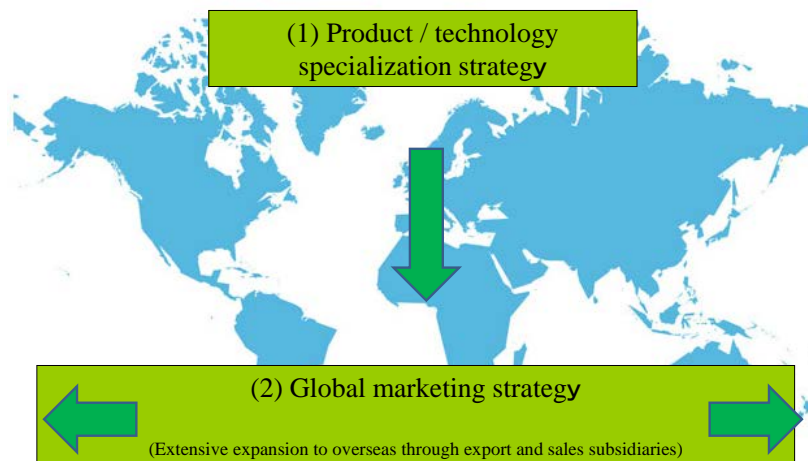 (1) Product / technology
specialization strategy
(2) Global marketing strategy
(Extensive expansion to overseas through export and sales subsidiaries)